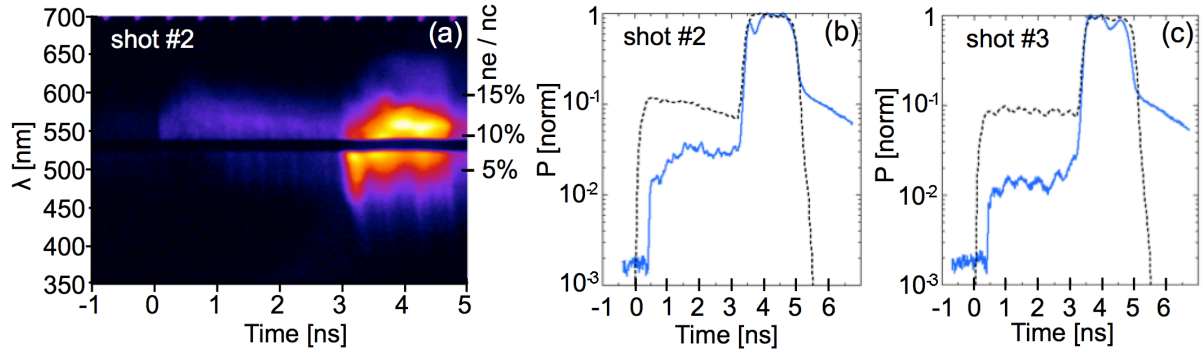 shot #2
(a)
700
650
600
550
500
450
400
350
λ [nm]
-1 0 1 2 3 4 5
Time [ns]
ne / nc
15%
10%
5%
shot #2
(b)
1
10-1
10-2
10-3
P [norm]
-1 0 1 2 3 4 5 6
Time [ns]
shot #3
(c)
1
10-1
10-2
10-3
P [norm]
-1 0 1 2 3 4 5 6
Time [ns]